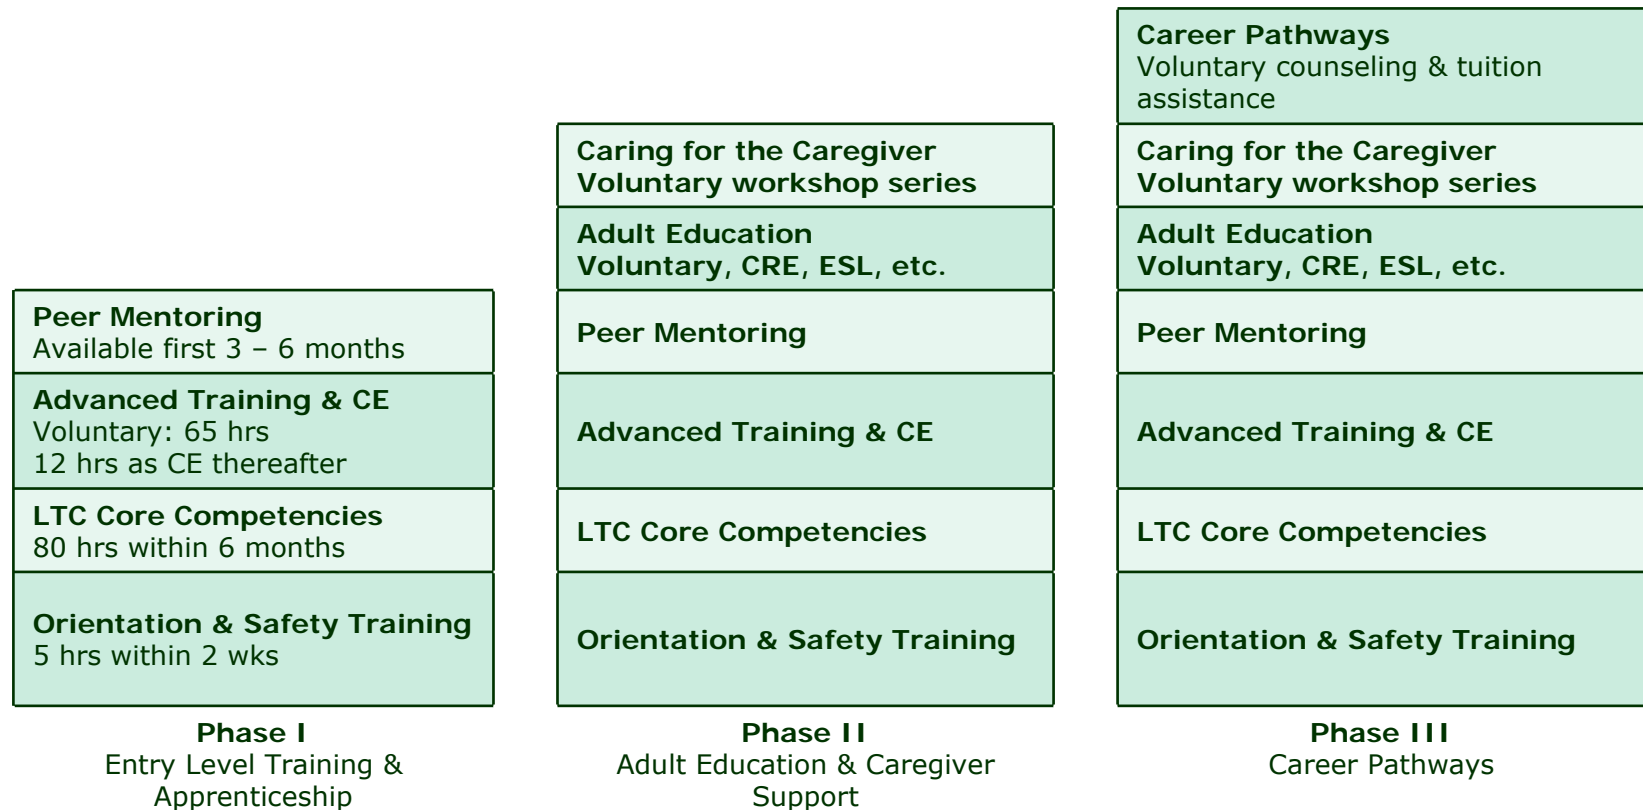 Peer Mentoring
Available first 3 – 6 months
Advanced Training & CE
Voluntary: 65 hrs
12 hrs as CE thereafter
LTC Core Competencies
80 hrs within 6 months
Orientation & Safety Training
5 hrs within 2 wks
Phase I
Entry Level Training &
Apprenticeship
Caring for the Caregiver
Voluntary workshop series
Adult Education
Voluntary, CRE, ESL, etc.
Peer Mentoring
Advanced Training & CE
LTC Core Competencies
Orientation & Safety Training
Phase II
Adult Education & Caregiver
Support
Career Pathways
Voluntary counseling & tuition
assistance
Caring for the Caregiver
Voluntary workshop series
Adult Education
Voluntary, CRE, ESL, etc.
Peer Mentoring
Advanced Training & CE
LTC Core Competencies
Orientation & Safety Training
Phase III
Career Pathways